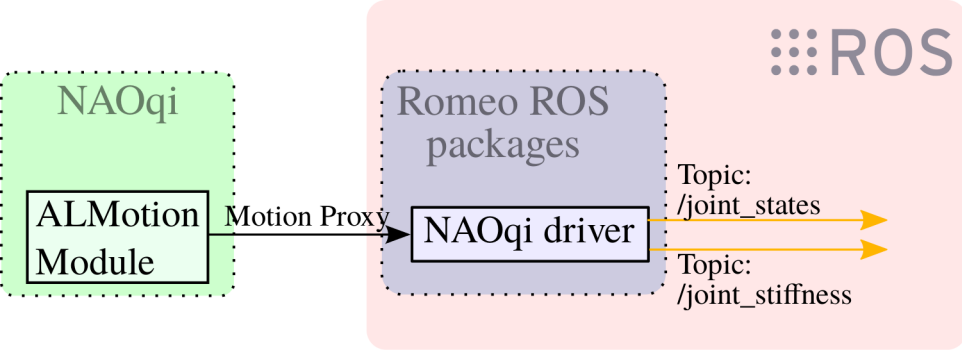 ROS
NAOqi
Romeo ROS
packages
ALMotion
Module
Motion Proxy
NAOqi driver
Topic:
/joint_states
Topic:
/joint_stiffness